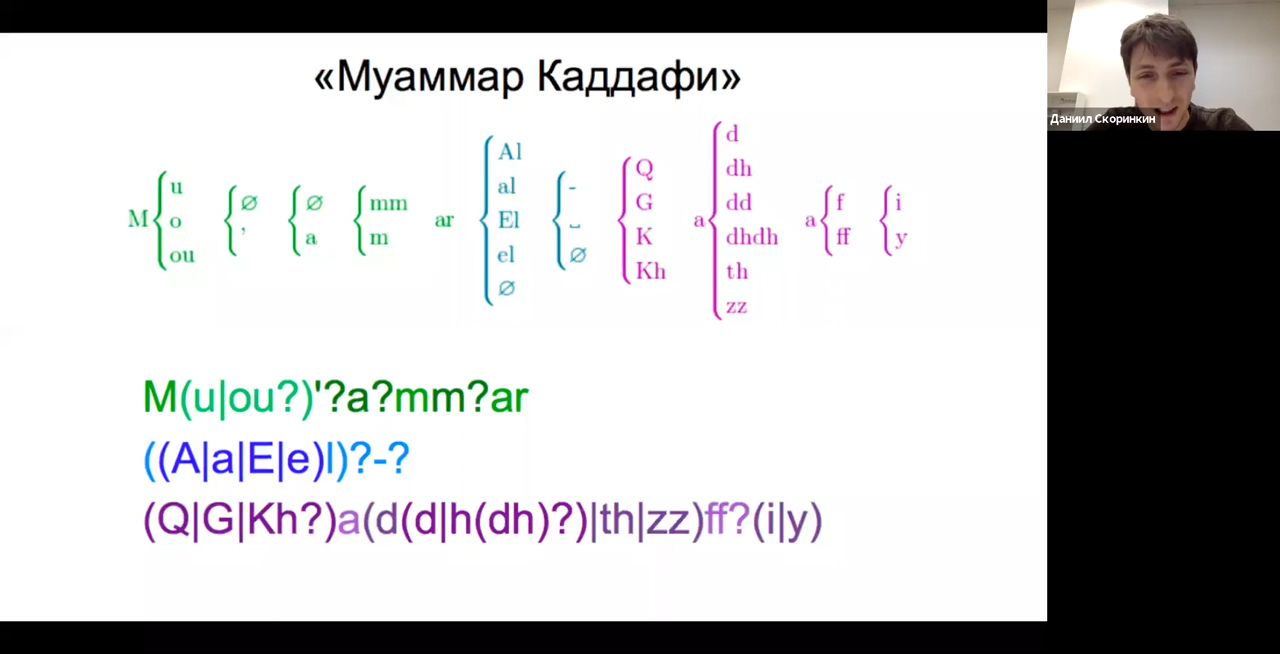 «Муаммар Каддафи»
Даниил Скоринкин
M { u o ou { ∅ ' { ∅ a { mm m ar { Al al El el ∅ { - ␣ ∅ { Q G K Kh a { d dh dd dhdh th zz a { f ff { i y
M(u|ou?)'?a?mm?ar
((A|a|E|e)l)?-?
(Q|G|Kh?)a(d(d|h(dh)?)|th|zz)ff?(i|y)